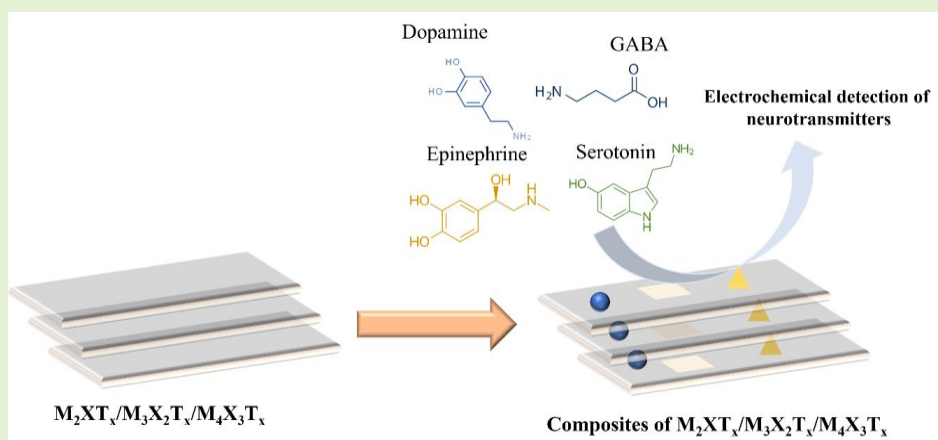 Dopamine
HO
HO
NH₂
GABA
O
H₂N
OH
Electrochemical detection of
neurotransmitters
Epinephrine
OH
H
N
HO
HO
Serotonin
NH₂
HO
N
H
M₂XTₓ/M₃X₂Tₓ/M₄X₃Tₓ
Composites of M₂XTₓ/M₃X₂Tₓ/M₄X₃Tₓ